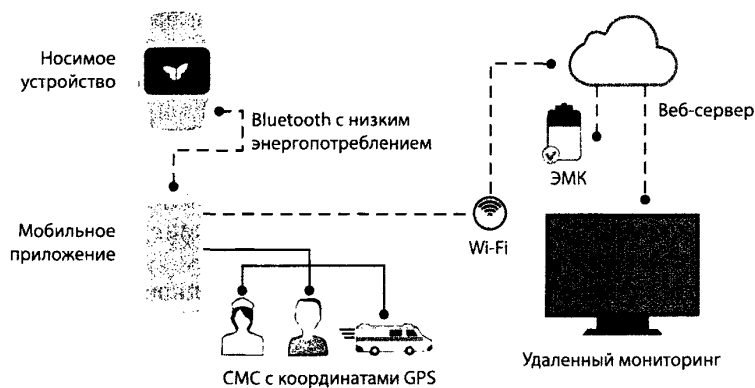 Носимое
устройство
Bluetooth с низким
энергопотреблением
Веб-сервер
ЭМК
Мобильное
приложение
Wi-Fi
СМС с координатами GPS
Удаленный мониторинг